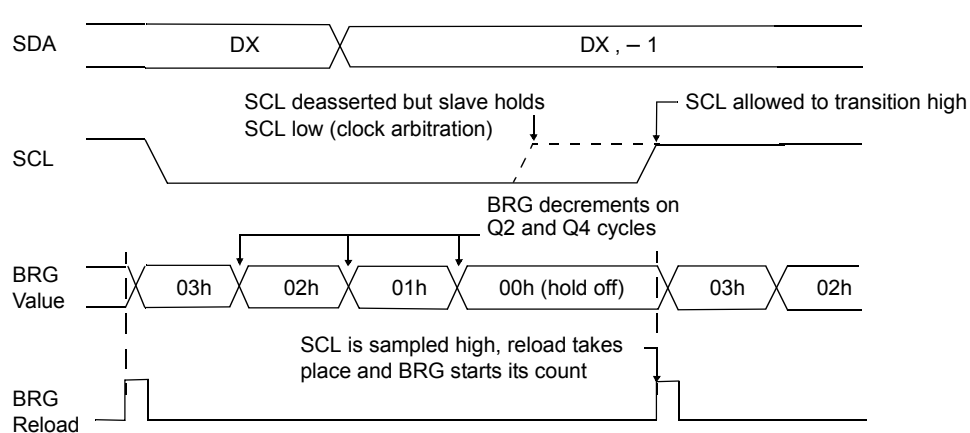 SDA
DX
DX , – 1
SCL deasserted but slave holds
SCL low (clock arbitration)
SCL allowed to transition high
SCL
BRG decrements on
Q2 and Q4 cycles
BRG
Value
03h
02h
01h
00h (hold off)
03h
02h
SCL is sampled high, reload takes
place and BRG starts its count
BRG
Reload